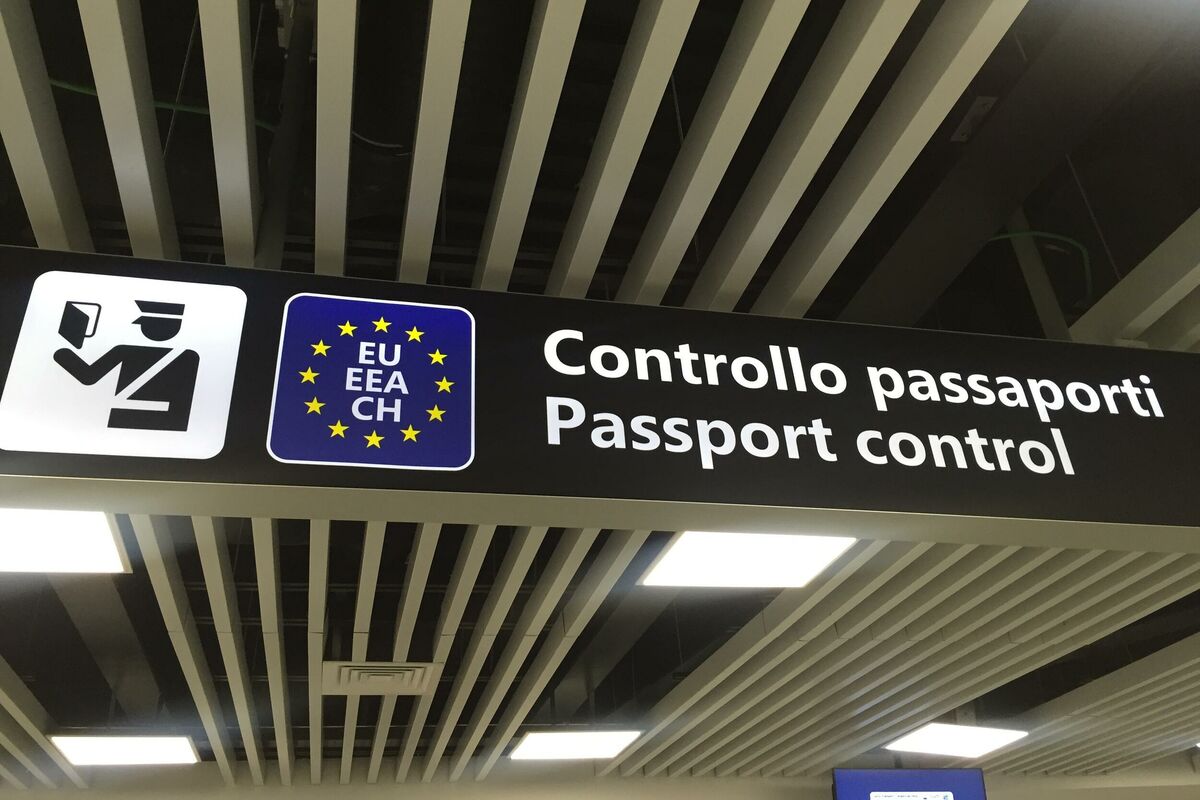 EU
EEA
CH
Controllo passaporti
Passport control